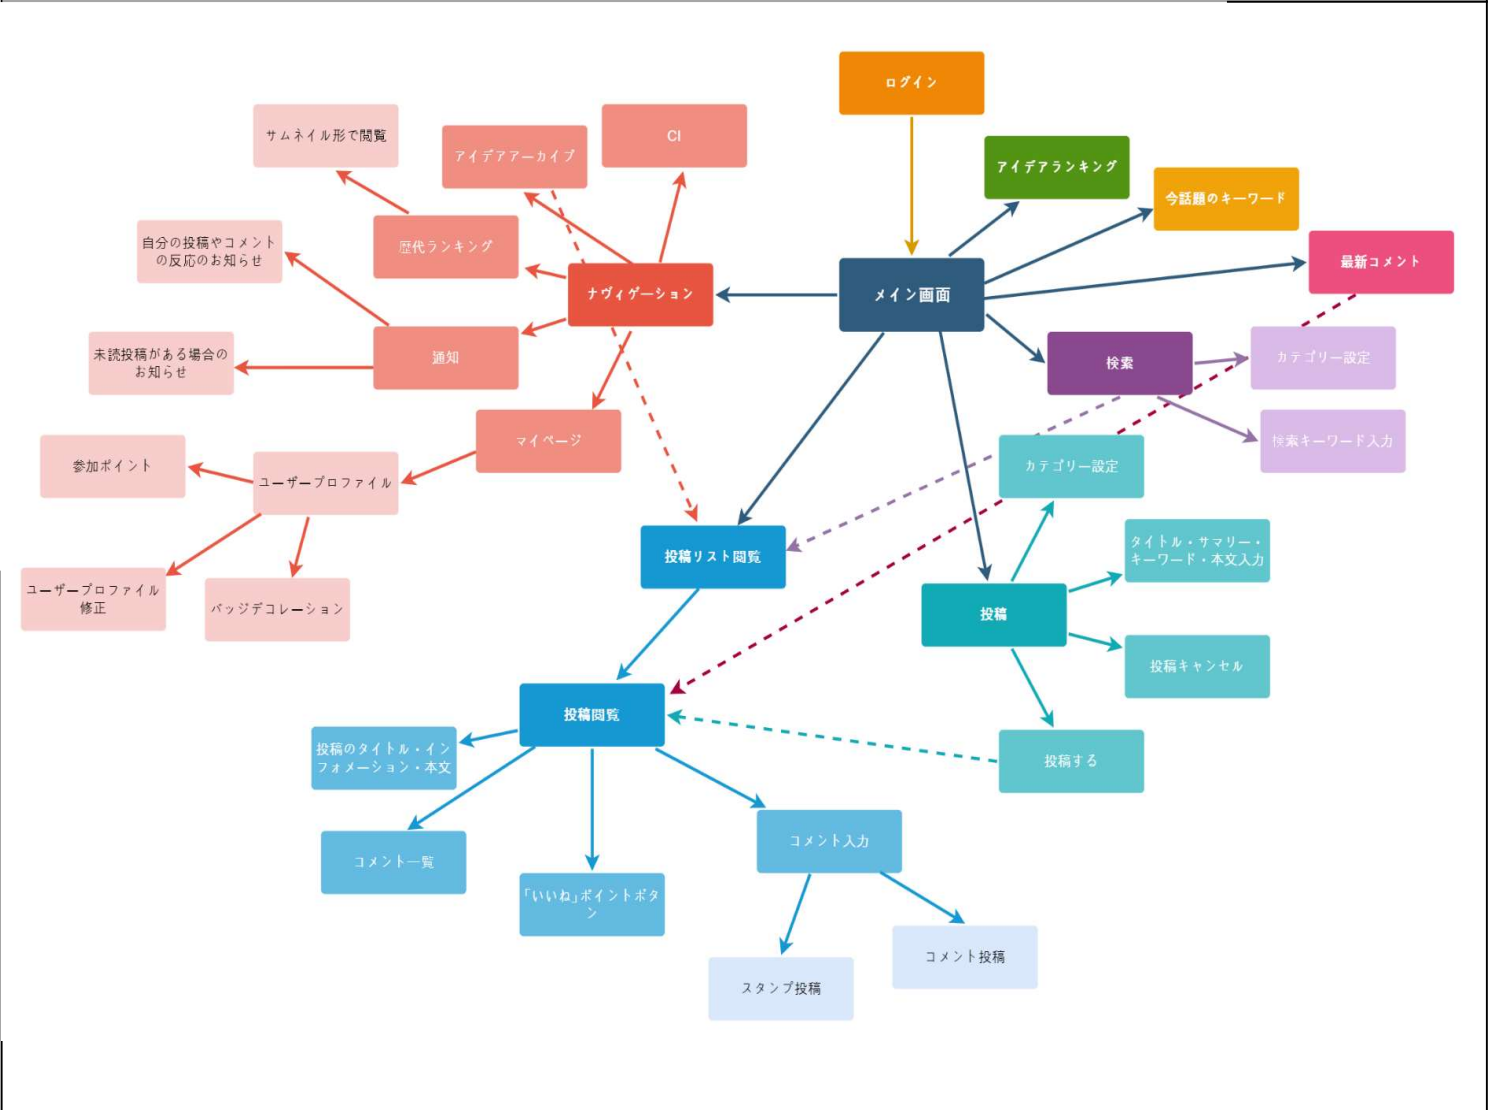 ログイン
サムネイル形で閲覧
アイデアアーカイブ
CI
アイデアランキング
今話題のキーワード
自分の投稿やコメント
の反応のお知らせ
歴代ランキング
最新コメント
ナヴィゲーション
メイン画面
未読投稿がある場合の
お知らせ
通知
検索
カテゴリー設定
マイページ
検索キーワード入力
参加ポイント
ユーザープロファイル
カテゴリー設定
投稿リスト閲覧
タイトル・サマリー・
キーワード・本文入力
ユーザープロファイル
修正
バッジデコレーション
投稿
投稿キャンセル
投稿閲覧
投稿のタイトル・イン
フォメーション・本文
投稿する
コメント一覧
コメント入力
「いいね」ポイントボタ
ン
コメント投稿
スタンプ投稿